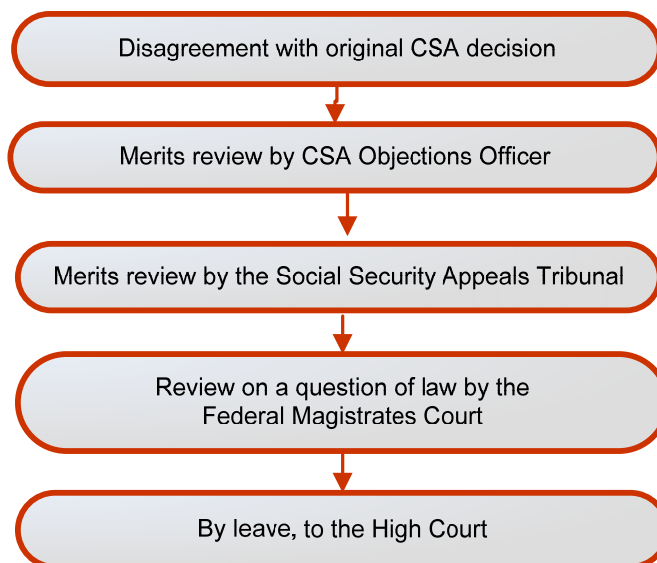 Disagreement with original CSA decision
Merits review by CSA Objections Officer
Merits review by the Social Security Appeals Tribunal
Review on a question of law by the
Federal Magistrates Court
By leave, to the High Court